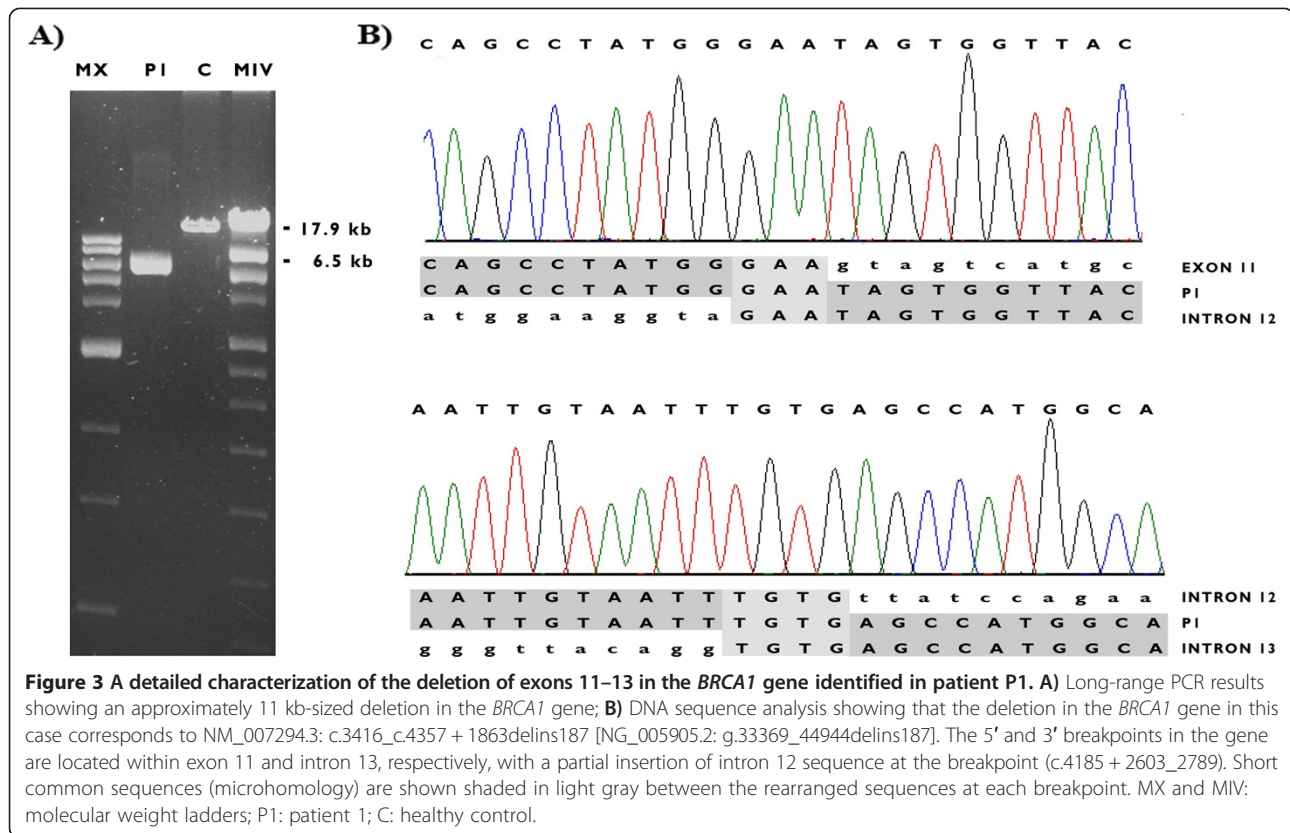 A)
MX P1 C MIV
- 17.9 kb
- 6.5 kb
B)
C A G C C T A T G G G A A T A G T G G T T A C
C A G C C T A T G G G A A g t a g t c a t g c EXON 11
C A G C C T A T G G G A A T A G T G G T T A C P1
a t g g a a g g t a G A A T A G T G G T T A C INTRON 12
A A T T G T A A T T T G T G A G C C A T G G C A
A A T T G T A A T T T G T G t t a t c c a g a a INTRON 12
A A T T G T A A T T T G T G A G C C A T G G C A P1
g g g t t a c a g g T G T G A G C C A T G G C A INTRON 13
Figure 3 A detailed characterization of the deletion of exons 11–13 in the BRCA1 gene identified in patient P1. A) Long-range PCR results
showing an approximately 11 kb-sized deletion in the BRCA1 gene; B) DNA sequence analysis showing that the deletion in the BRCA1 gene in this
case corresponds to NM_007294.3: c.3416_c.4357 + 1863delins187 [NG_005905.2: g.33369_44944delins187]. The 5′ and 3′ breakpoints in the gene
are located within exon 11 and intron 13, respectively, with a partial insertion of intron 12 sequence at the breakpoint (c.4185 + 2603_2789). Short
common sequences (microhomology) are shown shaded in light gray between the rearranged sequences at each breakpoint. MX and MIV:
molecular weight ladders; P1: patient 1; C: healthy control.